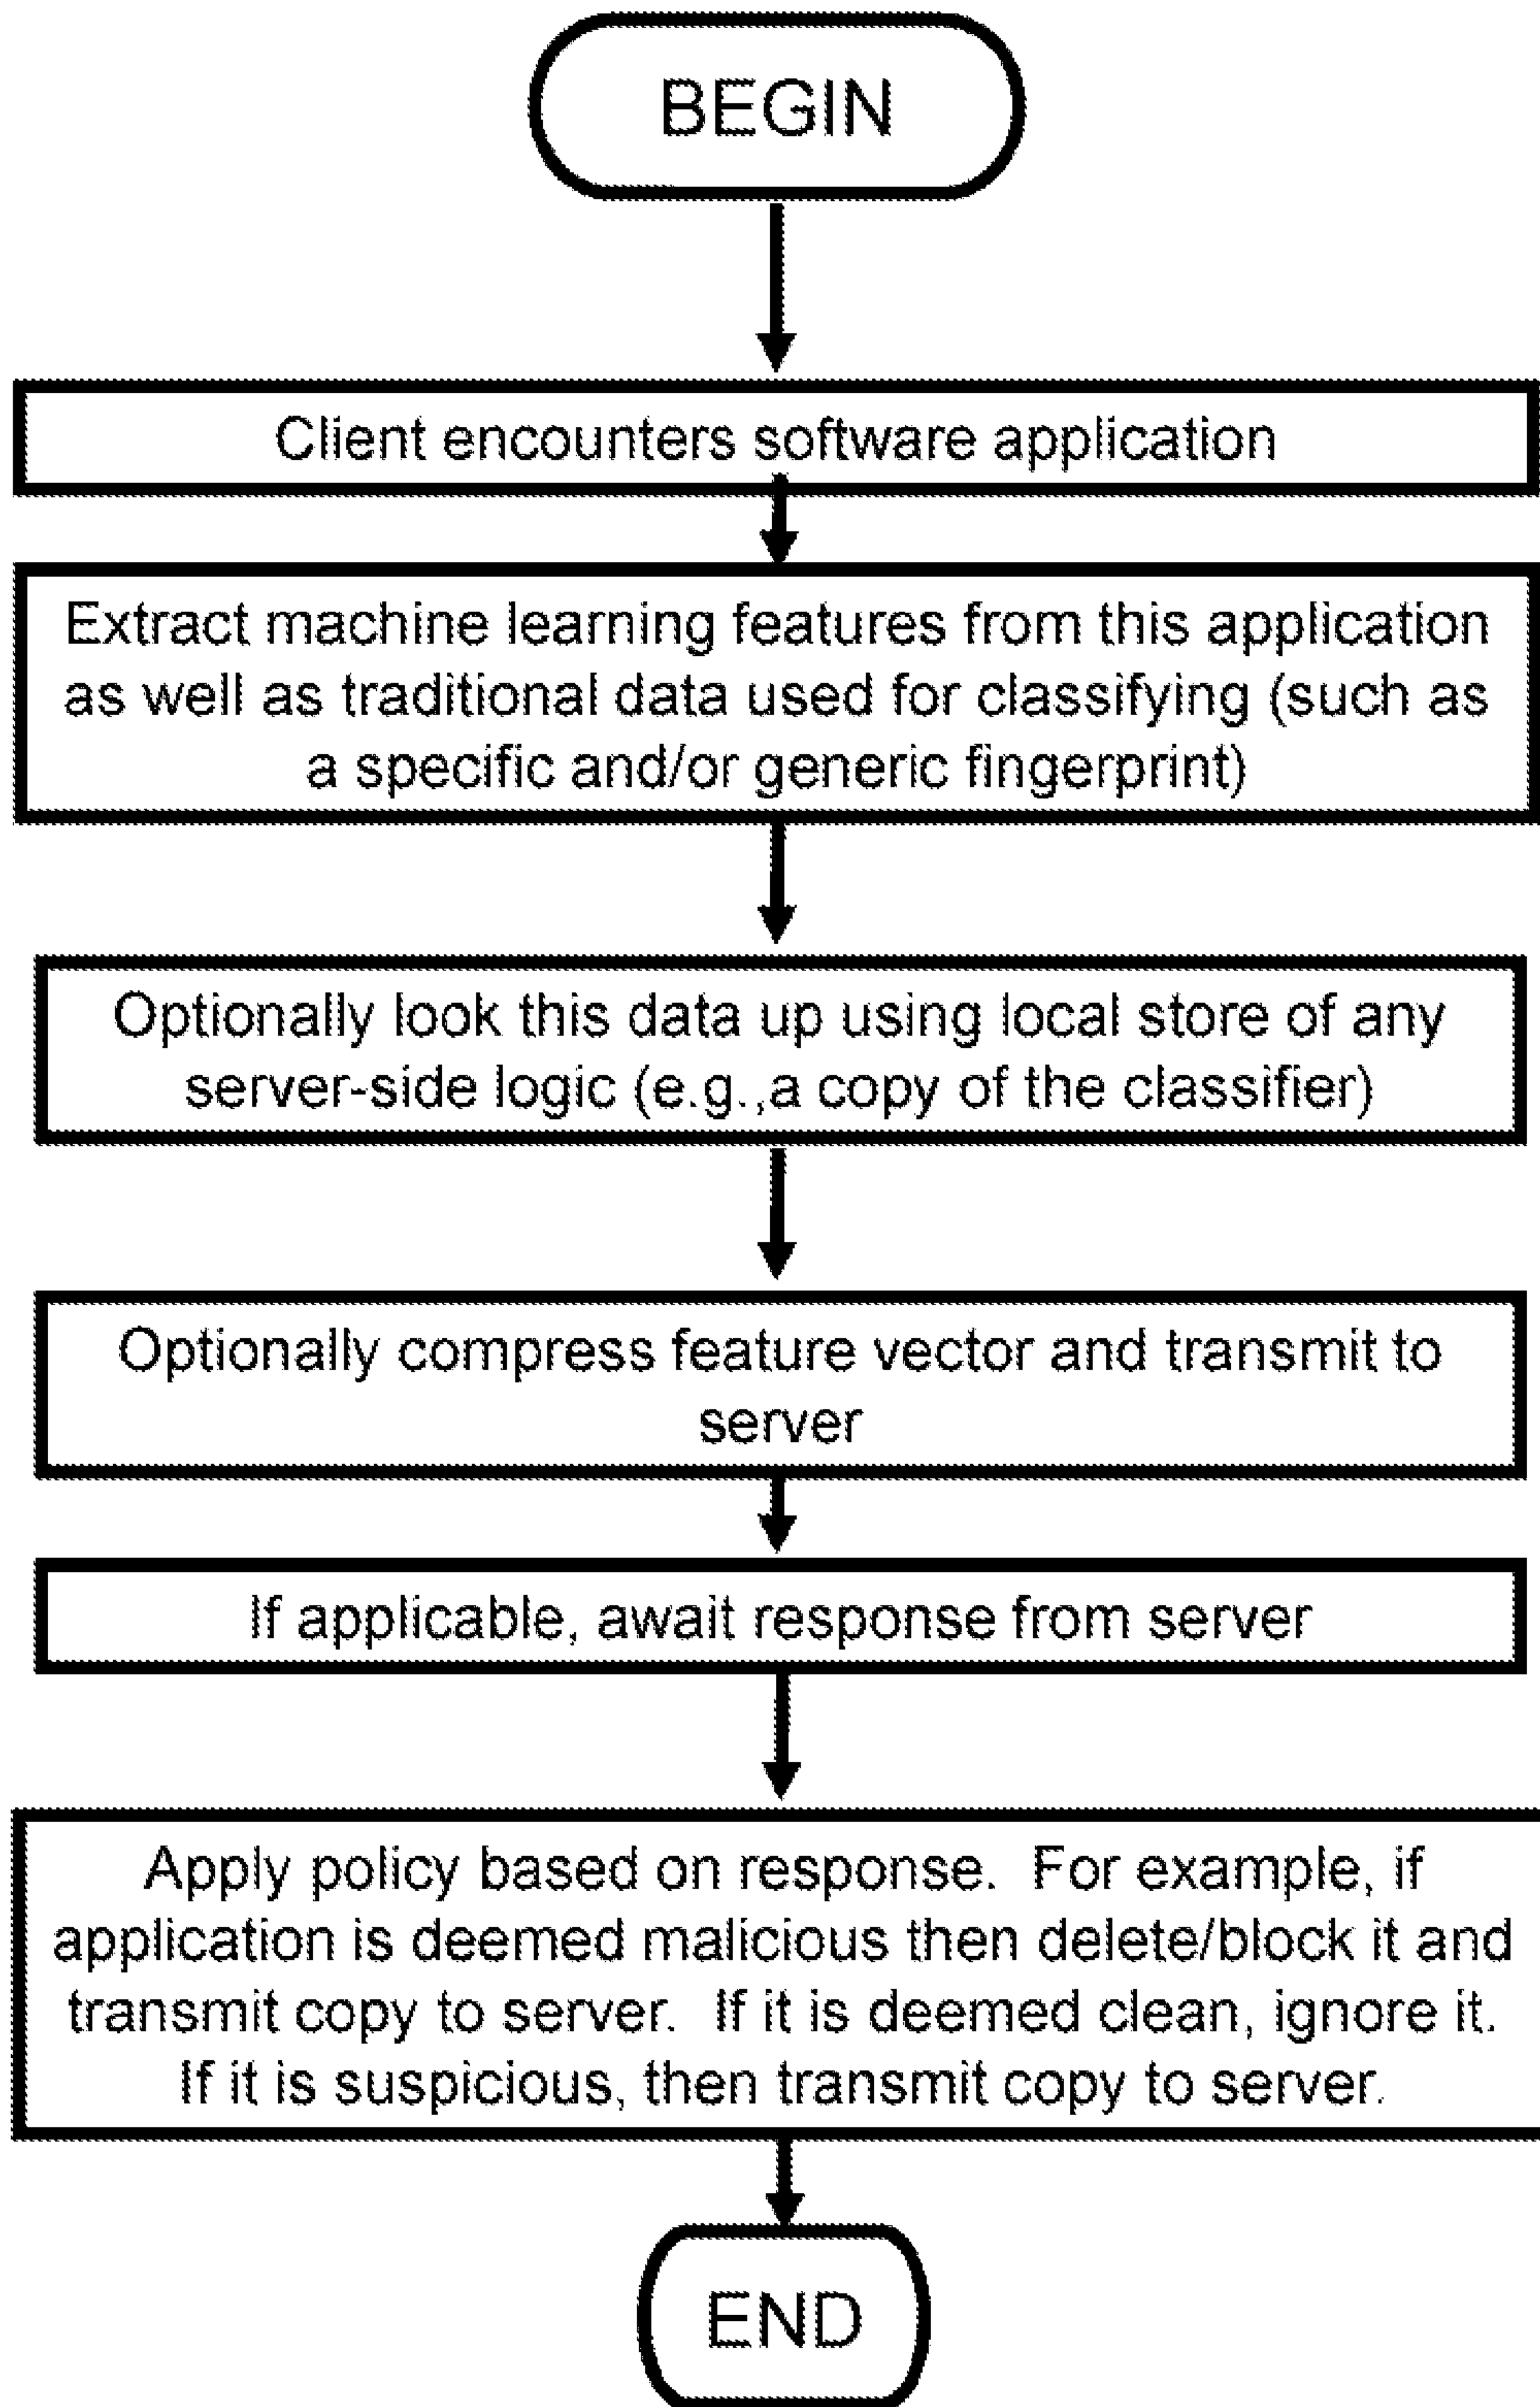 BEGIN
Client encounters software application
Extract machine learning features from this application
as well as traditional data used for classifying (such as
a specific and/or generic fingerprint)
Optionally look this data up using local store of any
server-side logic (e.g.,a copy of the classifier)
Optionally compress feature vector and transmit to
server
If applicable, await response from server
Apply policy based on response.  For example, if
application is deemed malicious then delete/block it and
transmit copy to server.  If it is deemed clean, ignore it.
If it is suspicious, then transmit copy to server.
END